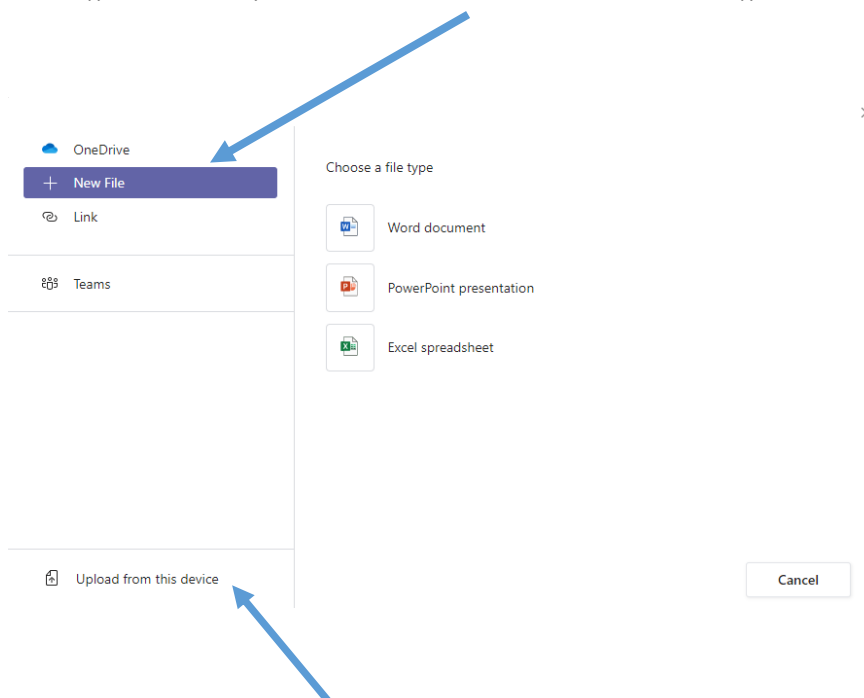 OneDrive
New File
Link
Teams
Choose a file type
Word document
PowerPoint presentation
Excel spreadsheet
Upload from this device
Cancel